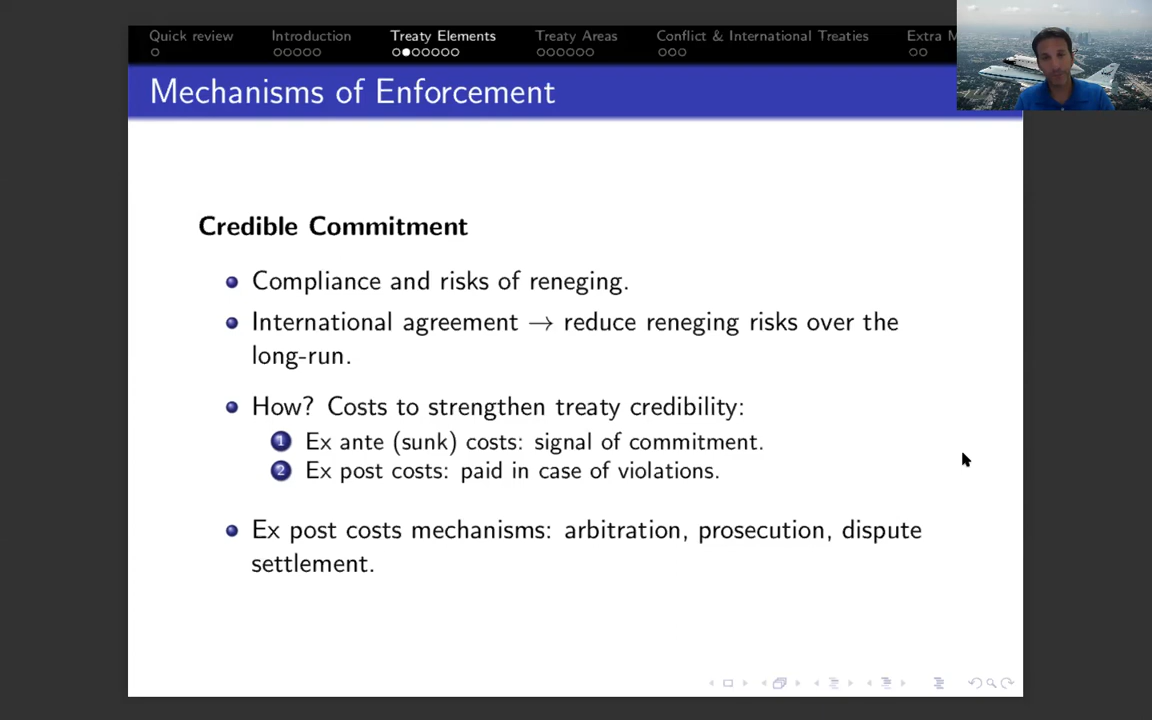 Quick review Introduction Treaty Elements Treaty Areas Conflict & International Treaties Extra M
Mechanisms of Enforcement
Credible Commitment
Compliance and risks of reneging.
International agreement → reduce reneging risks over the
long-run.
How? Costs to strengthen treaty credibility:
1 Ex ante (sunk) costs: signal of commitment.
2 Ex post costs: paid in case of violations.
Ex post costs mechanisms: arbitration, prosecution, dispute
settlement.